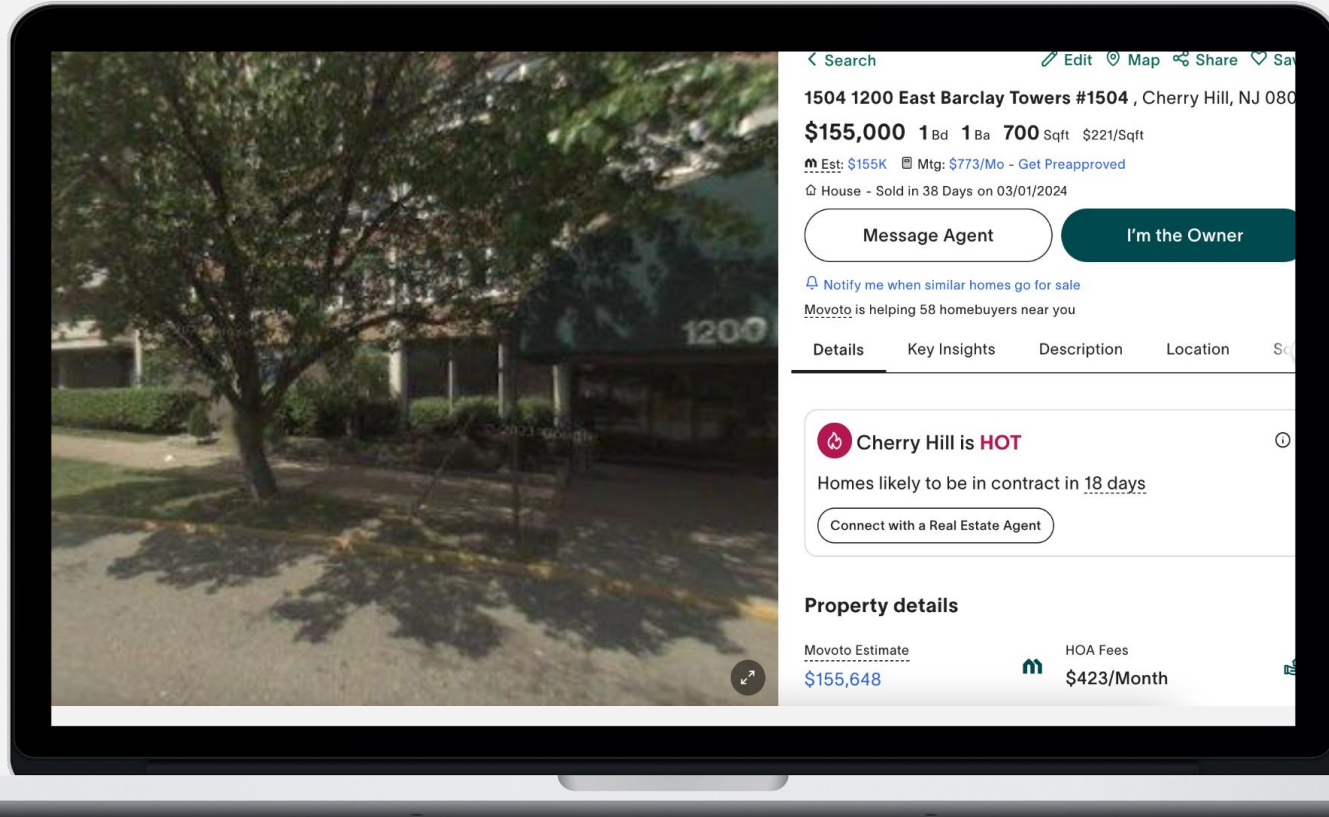 Search Edit Map Share Sav
1504 1200 East Barclay Towers #1504 , Cherry Hill, NJ 080
$155,000 1 Bd 1 Ba 700 Sqft $221/Sqft
Est: $155K Mtg: $773/Mo - Get Preapproved
House - Sold in 38 Days on 03/01/2024
Message Agent I'm the Owner
Notify me when similar homes go for sale
Movoto is helping 58 homebuyers near you
1200
Details Key Insights Description Location Sc
Cherry Hill is HOT
Homes likely to be in contract in 18 days
© 2023 Google
Connect with a Real Estate Agent
Property details
Movoto Estimate HOA Fees
$155,648 $423/Month